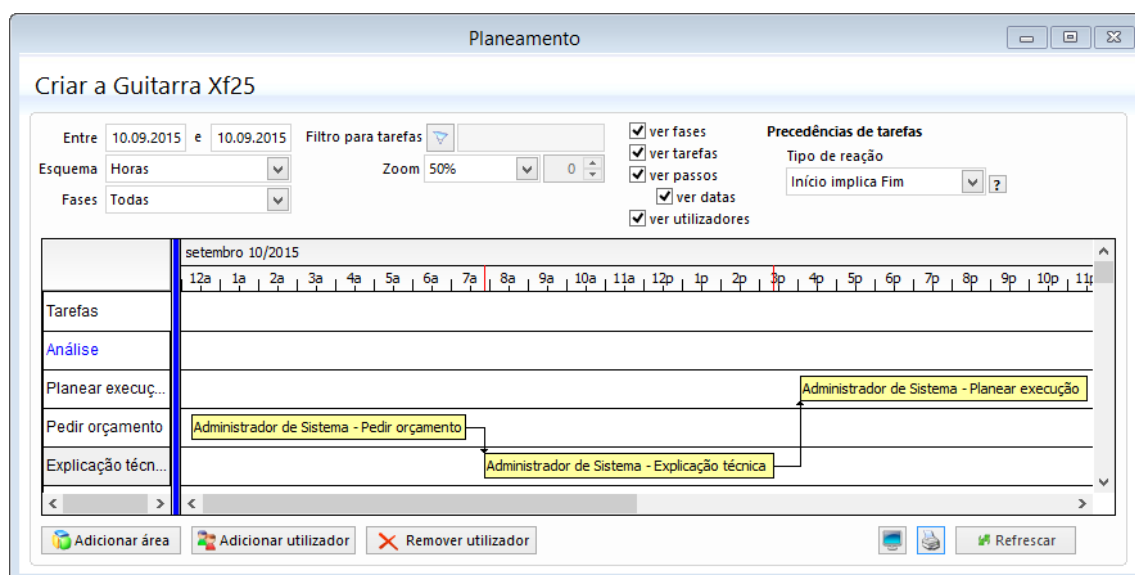 Planeamento
Criar a Guitarra Xf25
Entre 10.09.2015 e 10.09.2015 Filtro para tarefas
Esquema Horas Zoom 50% 0
Fases Todas
ver fases
ver tarefas
ver passos
ver datas
ver utilizadores
Precedências de tarefas
Tipo de reação
Início implica Fim ?
setembro 10/2015
12a 1a 2a 3a 4a 5a 6a 7a 8a 9a 10a 11a 12p 1p 2p 3p 4p 5p 6p 7p 8p 9p 10p 11p
Tarefas
Análise
Planear execuç... Administrador de Sistema - Planear execução
Pedir orçamento Administrador de Sistema - Pedir orçamento
Explicação técn... Administrador de Sistema - Explicação técnica
Adicionar área Adicionar utilizador Remover utilizador Refrescar